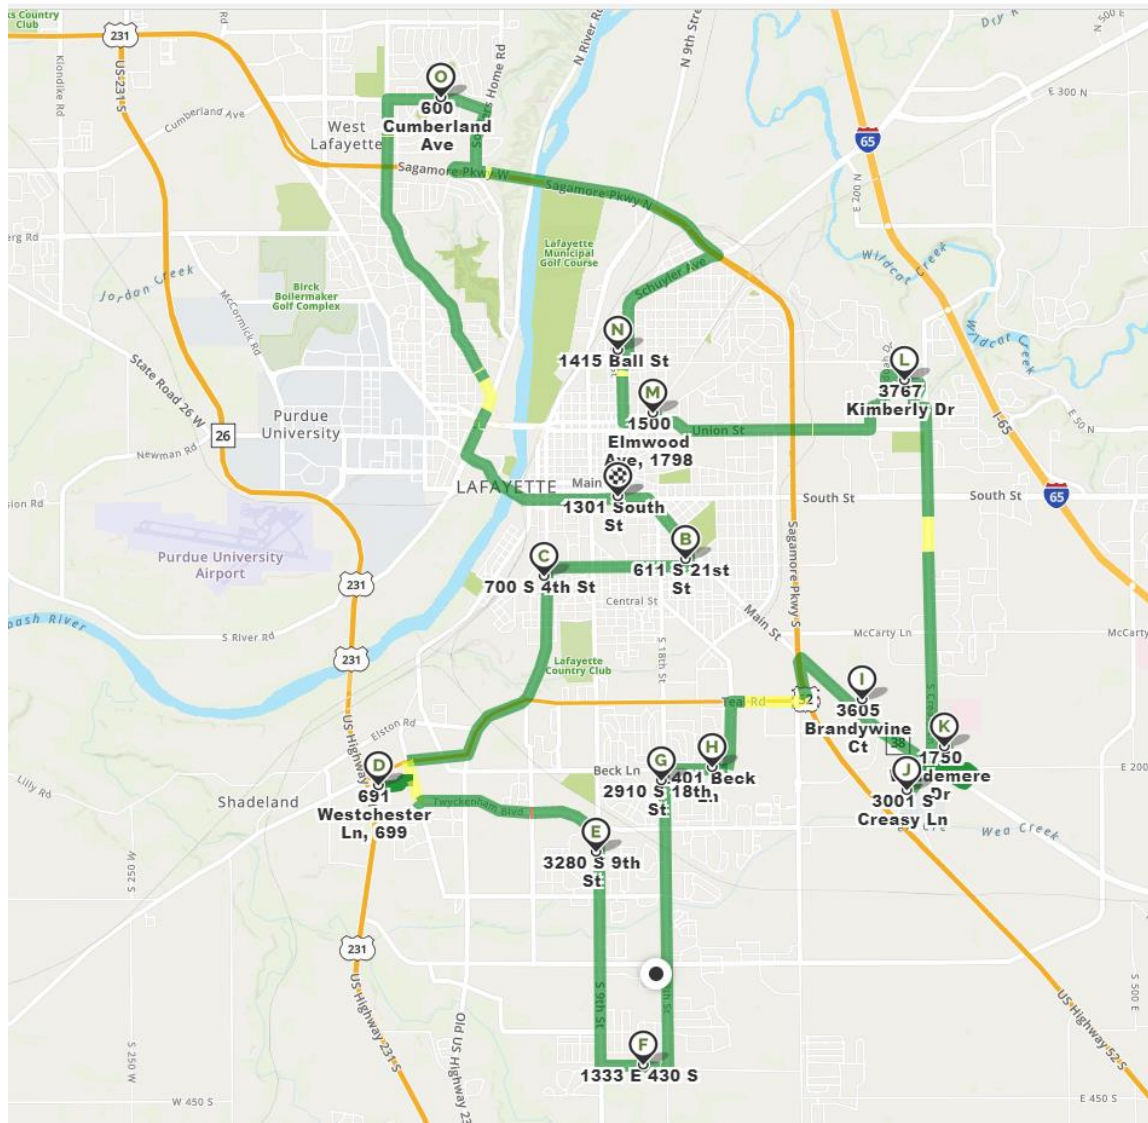 Country
Club
231
US 231 S
Klondike Rd
Cumberland Ave
West
Lafayette
O
600
Cumberland
Ave
N River Rd
N 9th Street
E 300 N
65
E 200 N
Sagamore Pkwy W
Sagamore Pkwy N
Lafayette
Municipal
Golf Course
Wildcat Creek
Wildcat Creek
Jordan Creek
Birck
Boilermaker
Golf Complex
McCormick Rd
Schuyler Ave
N
1415 Ball St
L
3767
Kimberly Dr
State Road 26 W
M
1500
Elmwood
Ave, 1798
Union St
E 50 N
I-65
Purdue
University
26
Newman Rd
LAFAYETTE
Main
1301 South
St
South St
South St
65
Purdue University
Airport
C
700 S 4th St
B
611 S 21st
St
Sagamore Pkwy S
231
Central St
Main St
S River Rd
McCarty Ln
McCarty
231
Lafayette
Country Club
S 18th St
I
3605
Brandywine
Ct
52
Teal Rd
US Highway
Elston Rd
38
K
1750
Windemere
Dr
D
691
Westchester
Ln, 699
Beck Ln
G
2910 S 18th
St
H
2401 Beck
Ln
J
3001 S
Creasy Ln
E 200
Lilly Rd
Shadeland
Twyckenham Blvd
Wea Creek
E
3280 S 9th
St
S 250 W
231
S 9th St
US Highway 231 S
Old US Highway 231
US Highway 52 S
S 500 E
F
1333 E 430 S
S 250 W
W 450 S
E 450 S